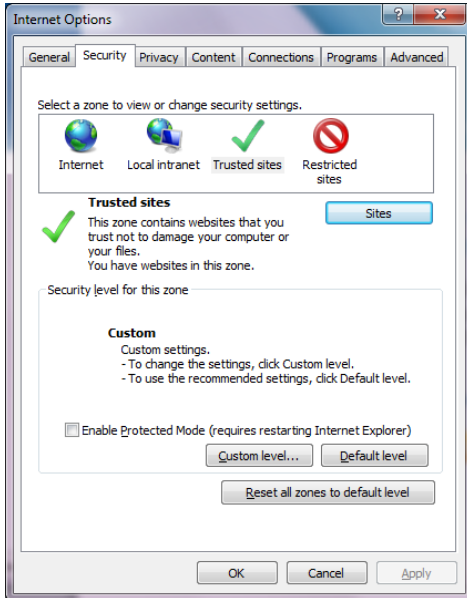 Internet Options
?
x
General Security Privacy Content Connections Programs Advanced
Select a zone to view or change security settings.
Internet Local intranet Trusted sites Restricted
sites
Trusted sites
Sites
This zone contains websites that you
trust not to damage your computer or
your files.
You have websites in this zone.
Security level for this zone
Custom
Custom settings.
- To change the settings, click Custom level.
- To use the recommended settings, click Default level.
Enable Protected Mode (requires restarting Internet Explorer)
Custom level... Default level
Reset all zones to default level
OK Cancel Apply